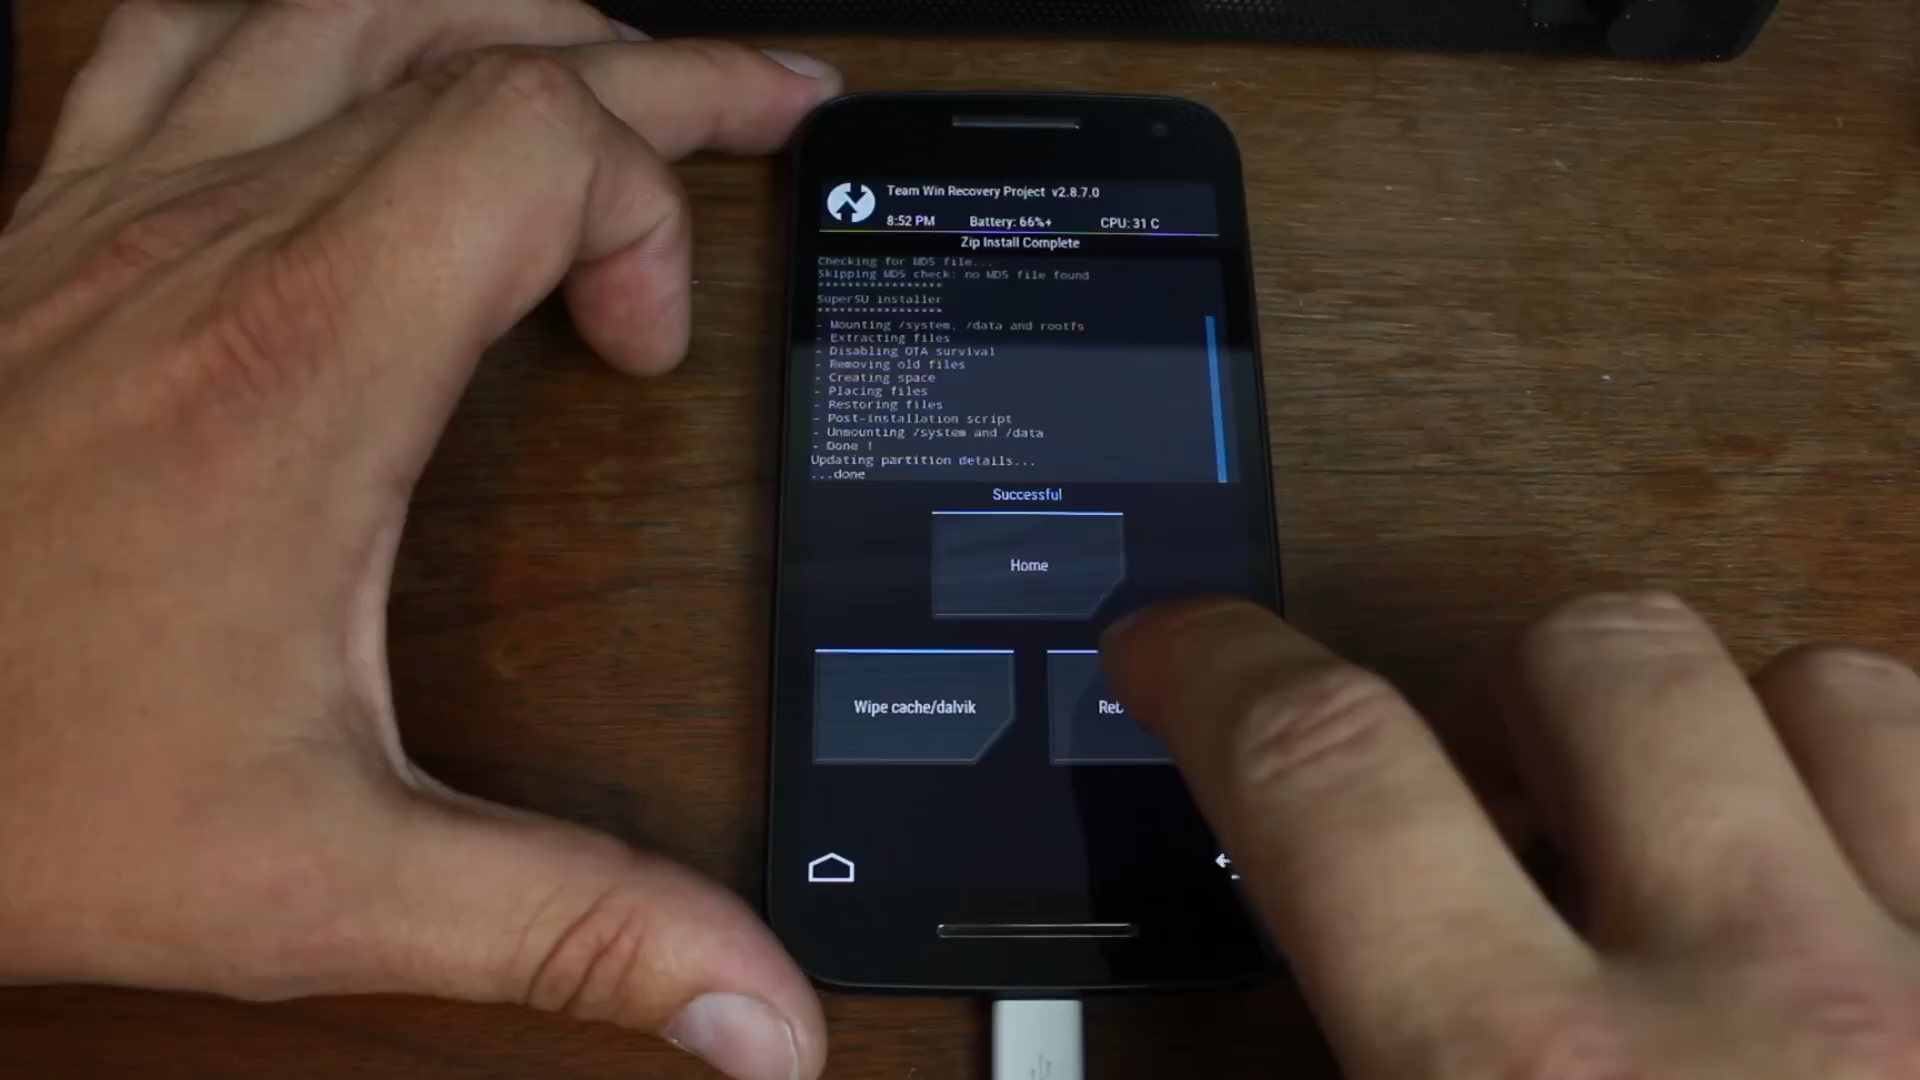 Team Win Recovery Project v2.8.7.0
8:52 PM Battery: 66%+ CPU: 31 C
Zip Install Complete
Checking for MD5 file...
Skipping MD5 check: no MD5 file found
*****************
SuperSU installer
*****************
- Mounting /system, /data and rootfs
- Extracting files
- Disabling OTA survival
- Removing old files
- Creating space
- Placing files
- Restoring files
- Post-installation script
- Unmounting /system and /data
- Done !
Updating partition details...
...done
Successful
Home
Wipe cache/dalvik